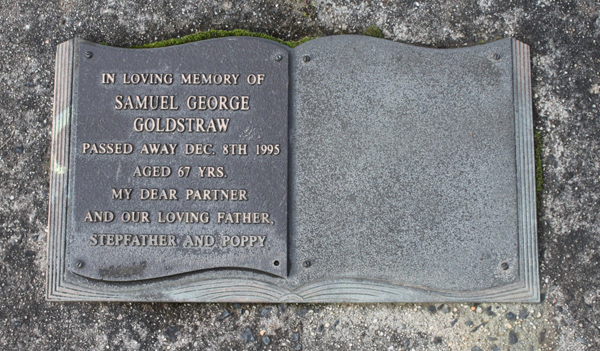 IN LOVING MEMORY OF
SAMUEL GEORGE
GOLDSTRAW
PASSED AWAY DEC. 8TH 1995
AGED 67 YRS.
MY DEAR PARTNER
AND OUR LOVING FATHER,
STEPFATHER AND POPPY